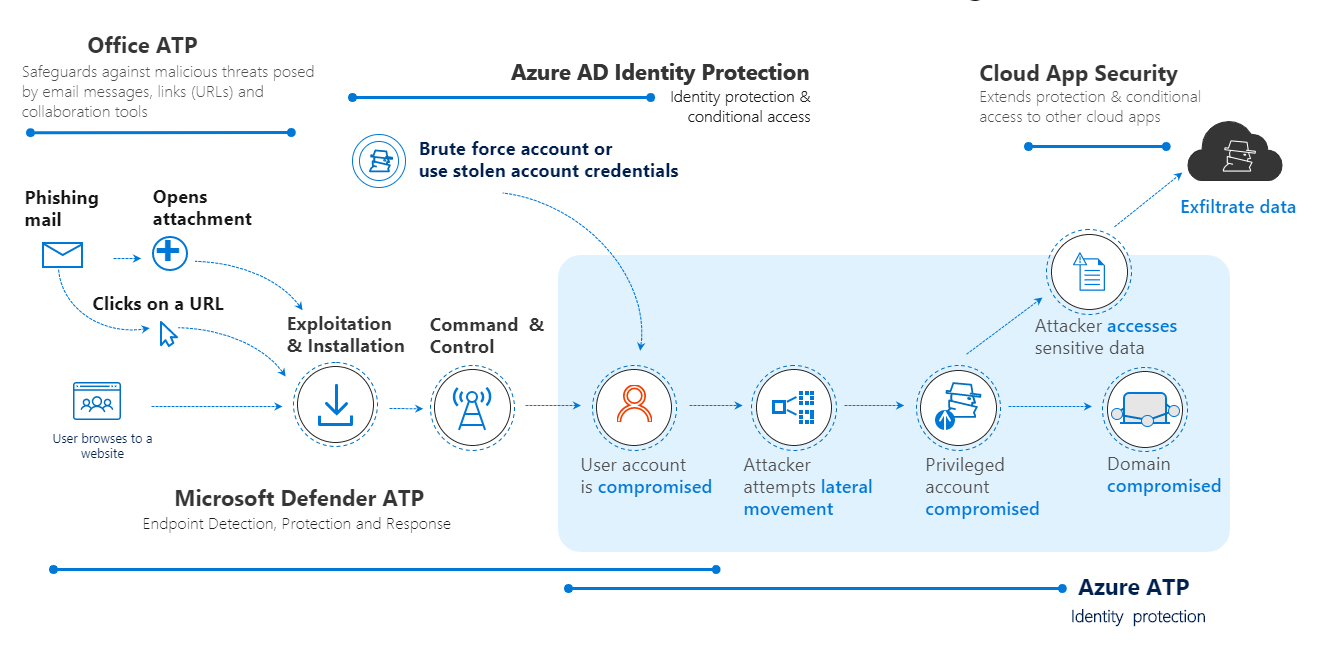 Office ATP
Safeguards against malicious threats posed
by email messages, links (URLs) and
collaboration tools
Azure AD Identity Protection
Identity protection &
conditional access
Cloud App Security
Extends protection & conditional
access to other cloud apps
Brute force account or
use stolen account credentials
Exfiltrate data
Phishing
mail
Opens
attachment
Clicks on a URL
Exploitation
& Installation
Command & 
Control
User browses to a
website
Attacker accesses
sensitive data
User account
is compromised
Attacker
attempts lateral
movement
Privileged
account
compromised
Domain
compromised
Microsoft Defender ATP
Endpoint Detection, Protection and Response
Azure ATP
Identity protection